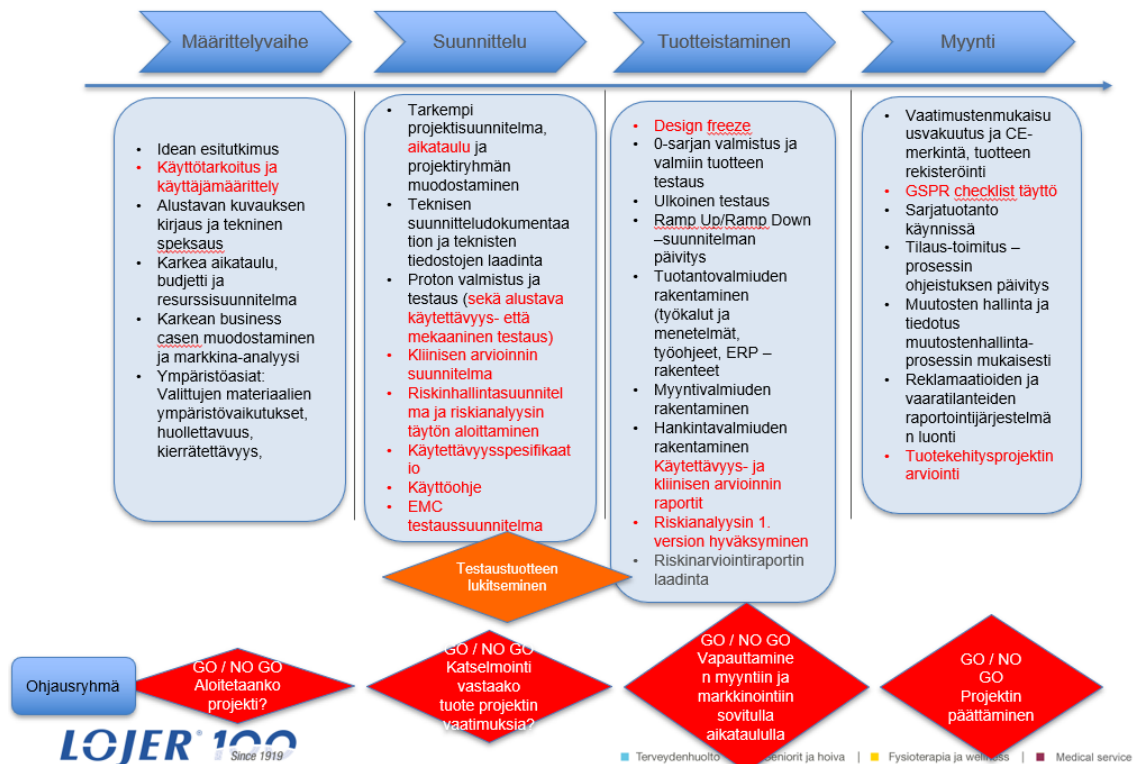 Määrittelyvaihe
Suunnittelu
Tuotteistaminen
Myynti
• Idean esitutkimus
• Käyttötarkoitus ja
käyttäjämäärittely
• Alustavan kuvauksen
kirjaus ja tekninen
speksaus
• Karkea aikataulu,
budjetti ja
resurssisuunnitelma
• Karkean business
casen muodostaminen
ja markkina-analyysi
• Ympäristöasiat:
Valittujen materiaalien
ympäristövaikutukset,
huollettavuus,
kierrätettävyys,
• Tarkempi
projektisuunnitelma,
aikataulu ja
projektiryhmän
muodostaminen
• Teknisen
suunnitteludokumentaa
tion ja teknisten
tiedostojen laadinta
• Proton valmistus ja
testaus (sekä alustava
käytettävyys- että
mekaaninen testaus)
• Kliinisen arvioinnin
suunnitelma
• Riskinhallintasuunnitel
ma ja riskianalyysin
täytön aloittaminen
• Käytettävyysspesifikaat
io
• Käyttöohje
• EMC
testaussuunnitelma
• Design freeze
• 0-sarjan valmistus ja
valmiin tuotteen
testaus
• Ulkoinen testaus
• Ramp Up/Ramp Down
–suunnitelman
päivitys
• Tuotantovalmiuden
rakentaminen
(työkalut ja
menetelmät,
työohjeet, ERP –
rakenteet
• Myyntivalmiuden
rakentaminen
• Hankintavalmiuden
rakentaminen
Käytettävyys- ja
kliinisen arvioinnin
raportit
• Riskianalyysin 1.
version hyväksyminen
• Riskinarviointiraportin
laadinta
• Vaatimustenmukaisu
usvakuutus ja CE-
merkintä, tuotteen
rekisteröinti
• GSPR checklist täyttö
• Sarjatuotanto
käynnissä
• Tilaus-toimitus –
prosessin
ohjeistuksen päivitys
• Muutosten hallinta ja
tiedotus
muutostenhallinta-
prosessin mukaisesti
• Reklamaatioiden ja
vaaratilanteiden
raportointijärjestelmä
n luonti
• Tuotekehitysprojektin
arviointi
Testaustuotteen
lukitseminen
Ohjausryhmä
GO / NO GO
Aloitetaanko
projekti?
GO / NO GO
Katselmointi
vastaako
tuote projektin
vaatimuksia?
GO / NO GO
Vapauttamine
n myyntiin ja
markkinointiin
sovitulla
aikataululla
GO / NO
GO
Projektin
päättäminen
LOJER® 100
Since 1919
Terveydenhuolto
eniorit ja hoiva | Fysioterapia ja wellness | Medical service